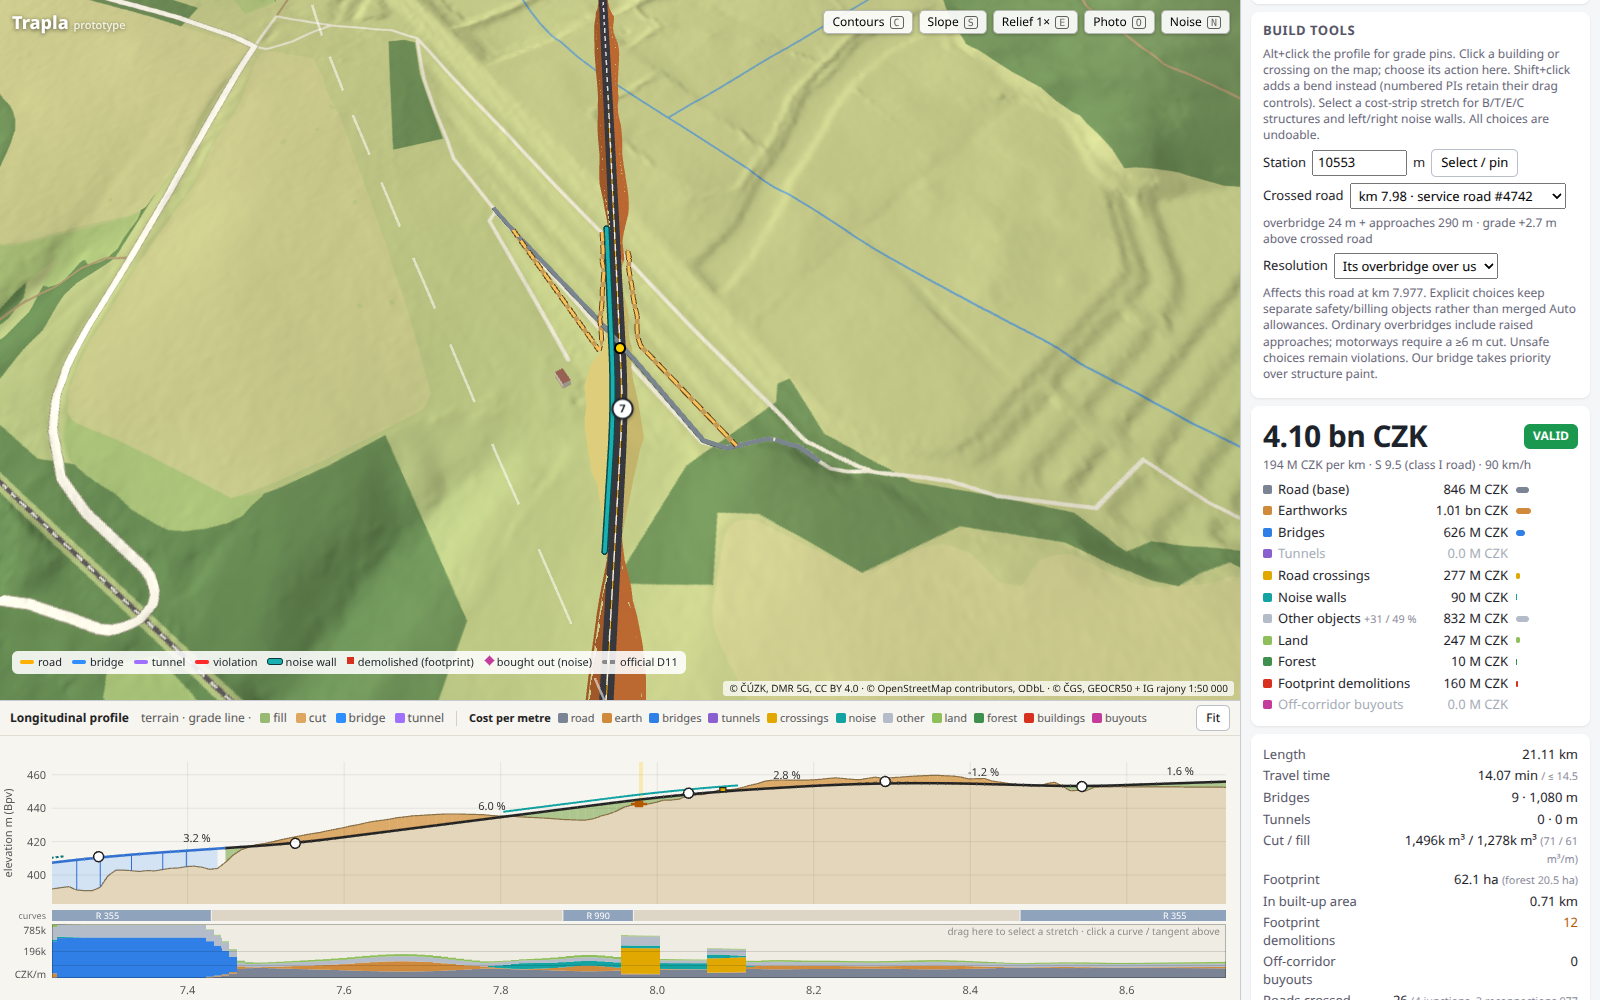 Trapla prototype
Contours C
Slope S
Relief 1× E
Photo O
Noise N
7
road
bridge
tunnel
violation
noise wall
demolished (footprint)
bought out (noise)
official D11
© ČÚZK, DMR 5G, CC BY 4.0 · © OpenStreetMap contributors, ODbL · © ČGS, GEOCR50 + IG rajony 1:50 000
Longitudinal profile terrain · grade line · fill cut bridge tunnel
Cost per metre road earth bridges tunnels crossings noise other land forest buildings buyouts
Fit
elevation m (Bpv)
460
440
420
400
3.2 %
6.0 %
2.8 %
-1.2 %
1.6 %
curves
R 355
R 990
R 355
785k
196k
CZK/m
drag here to select a stretch · click a curve / tangent above
7.4
7.6
7.8
8.0
8.2
8.4
8.6
BUILD TOOLS
Alt+click the profile for grade pins. Click a building or
crossing on the map; choose its action here. Shift+click
adds a bend instead (numbered PIs retain their drag
controls). Select a cost-strip stretch for B/T/E/C
structures and left/right noise walls. All choices are
undoable.
Station 10553 m Select / pin
Crossed road km 7.98 · service road #4742
overbridge 24 m + approaches 290 m · grade +2.7 m
above crossed road
Resolution Its overbridge over us
Affects this road at km 7.977. Explicit choices keep
separate safety/billing objects rather than merged Auto
allowances. Ordinary overbridges include raised
approaches; motorways require a ≥6 m cut. Unsafe
choices remain violations. Our bridge takes priority
over structure paint.
4.10 bn CZK VALID
194 M CZK per km · S 9.5 (class I road) · 90 km/h
Road (base) 846 M CZK
Earthworks 1.01 bn CZK
Bridges 626 M CZK
Tunnels 0.0 M CZK
Road crossings 277 M CZK
Noise walls 90 M CZK
Other objects +31 / 49 % 832 M CZK
Land 247 M CZK
Forest 10 M CZK
Footprint demolitions 160 M CZK
Off-corridor buyouts 0.0 M CZK
Length 21.11 km
Travel time 14.07 min / ≤ 14.5
Bridges 9 · 1,080 m
Tunnels 0 · 0 m
Cut / fill 1,496k m³ / 1,278k m³ (71 / 61
m³/m)
Footprint 62.1 ha (forest 20.5 ha)
In built-up area 0.71 km
Footprint 12
demolitions
Off-corridor 0
buyouts